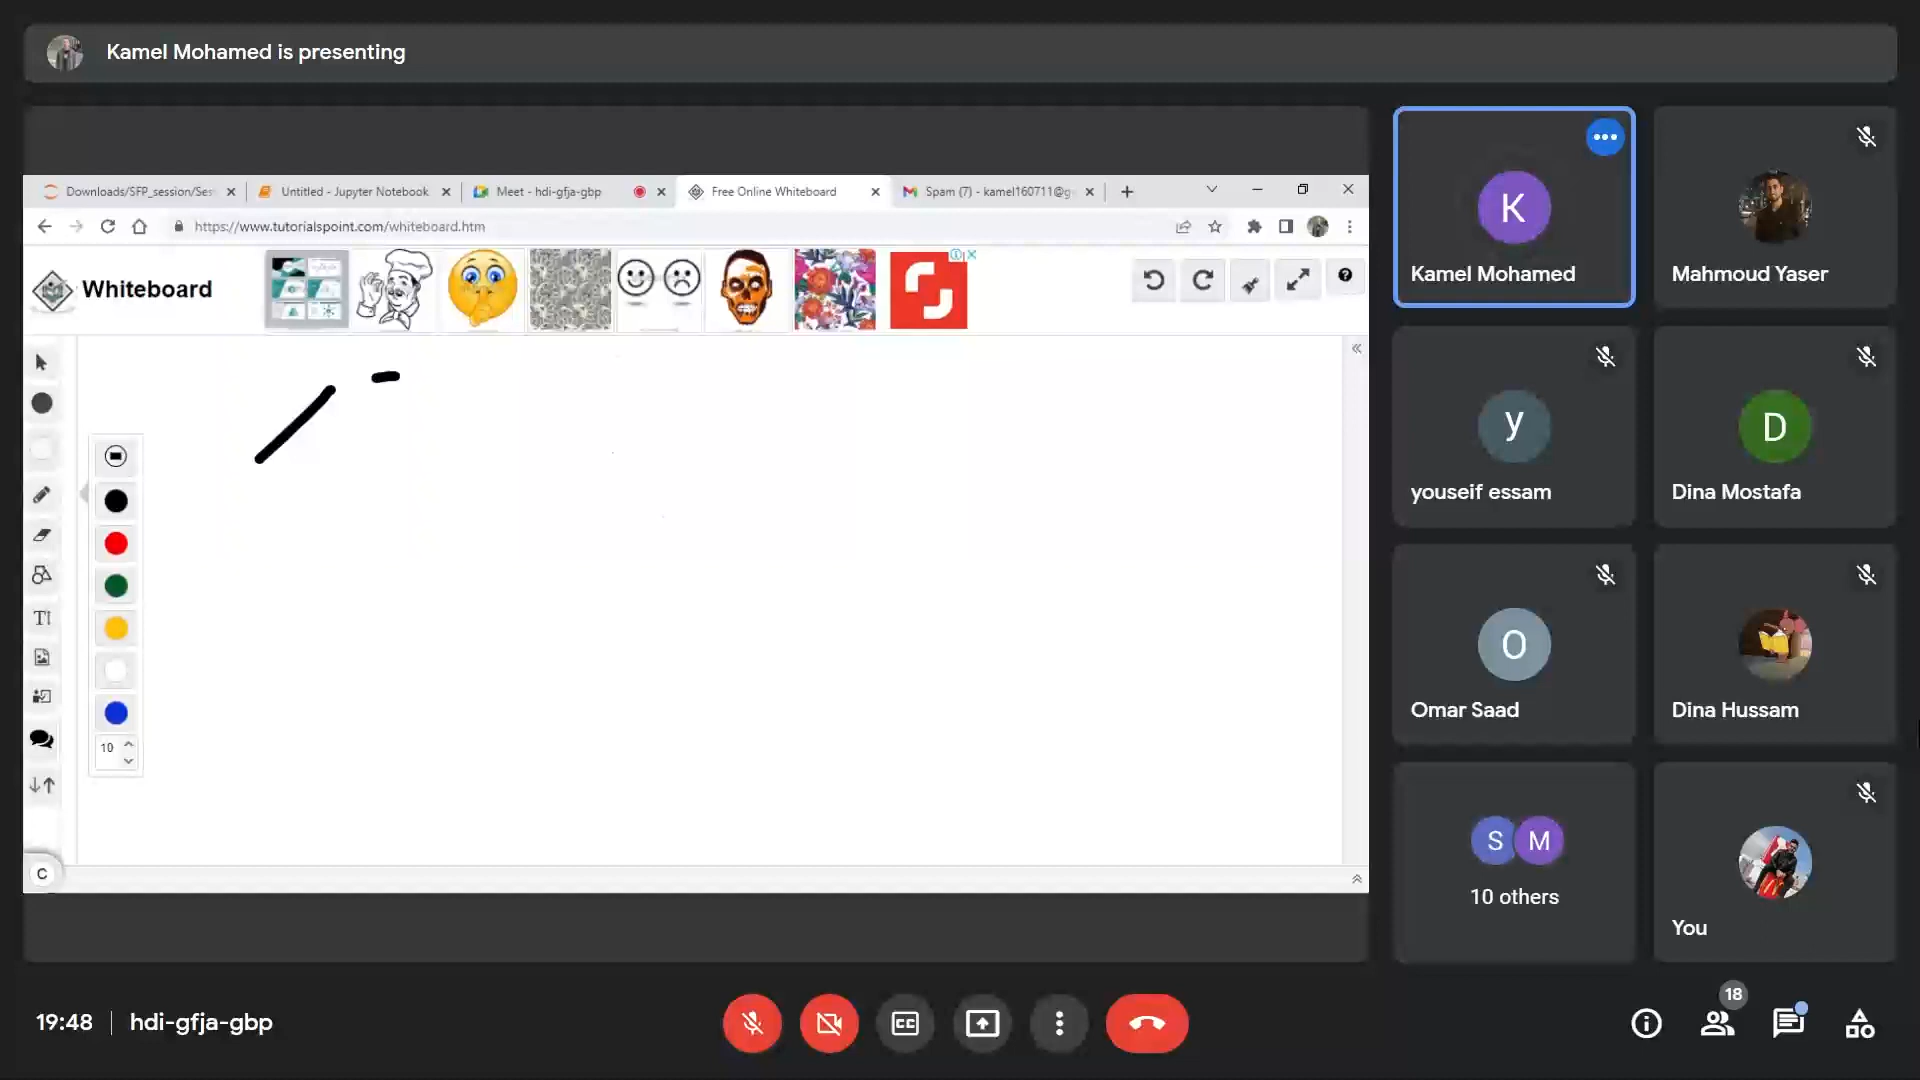 Kamel Mohamed is presenting
Downloads/SFP_session/Ses
Untitled - Jupyter Notebook
Meet - hdi-gfja-gbp
Free Online Whiteboard
Spam (7) - kamel160711@g
https://www.tutorialspoint.com/whiteboard.htm
Whiteboard
TI
10
C
K
Kamel Mohamed
Mahmoud Yaser
y
youseif essam
D
Dina Mostafa
O
Omar Saad
Dina Hussam
S M
10 others
You
19:48 | hdi-gfja-gbp
CC
18